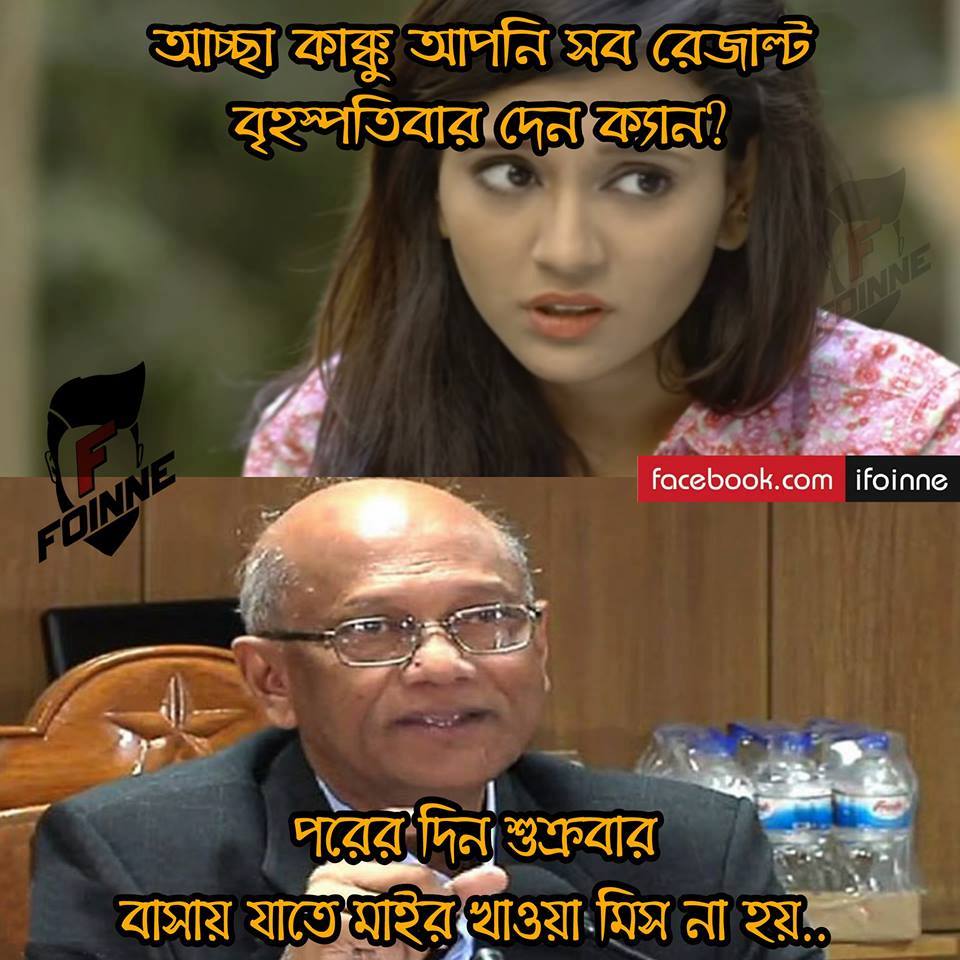 আচ্ছা কাক্কু আপনি সব রেজাল্ট
বৃহস্পতিবার দেন ক্যান?
F
FOINNE
F
FOINNE
facebook.com ifoinne
পরের দিন শুক্রবার
বাসায় যাতে মাইর খাওয়া মিস না হয়..